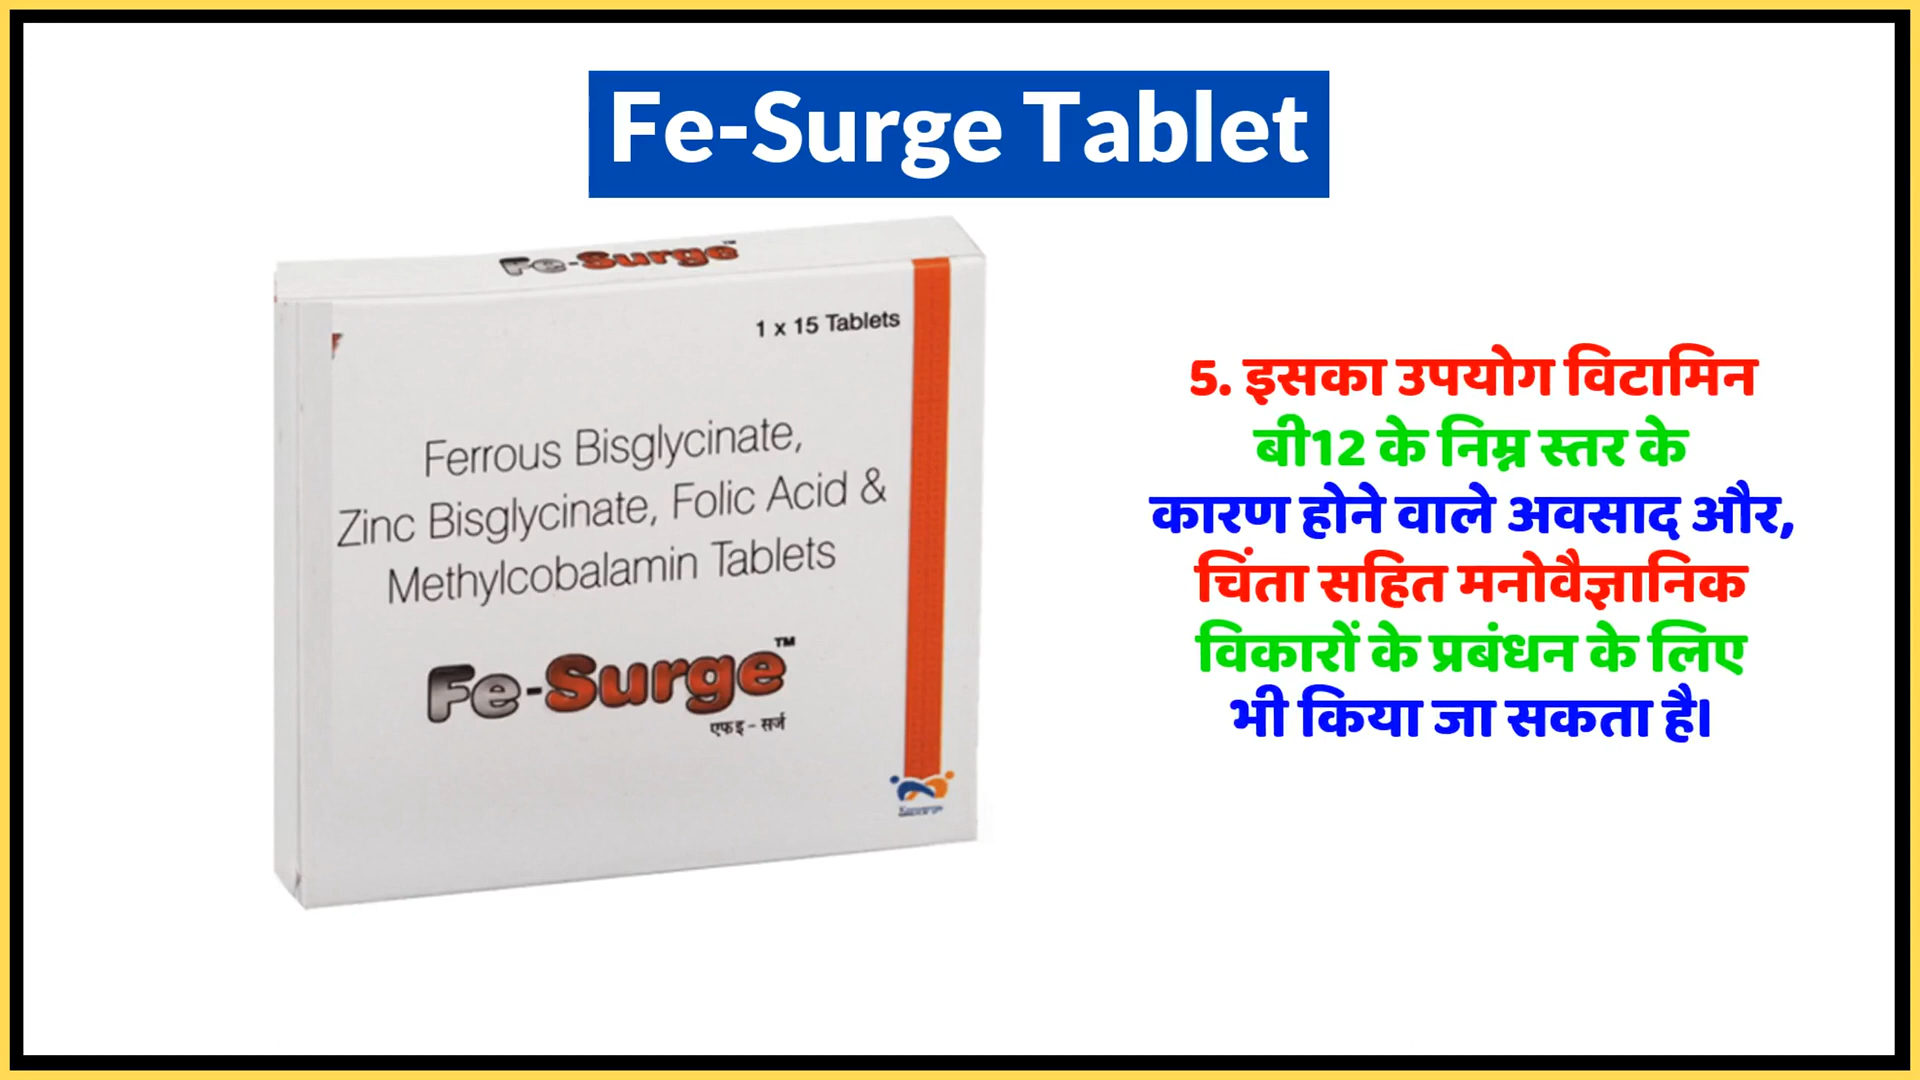 Fe-Surge Tablet
Fe-Surge™
1 x 15 Tablets
Ferrous Bisglycinate,
Zinc Bisglycinate, Folic Acid &
Methylcobalamin Tablets
Fe-Surge™
एफइ - सर्ज
5. इसका उपयोग विटामिन
बी12 के निम्न स्तर के
कारण होने वाले अवसाद और,
चिंता सहित मनोवैज्ञानिक
विकारों के प्रबंधन के लिए
भी किया जा सकता है।